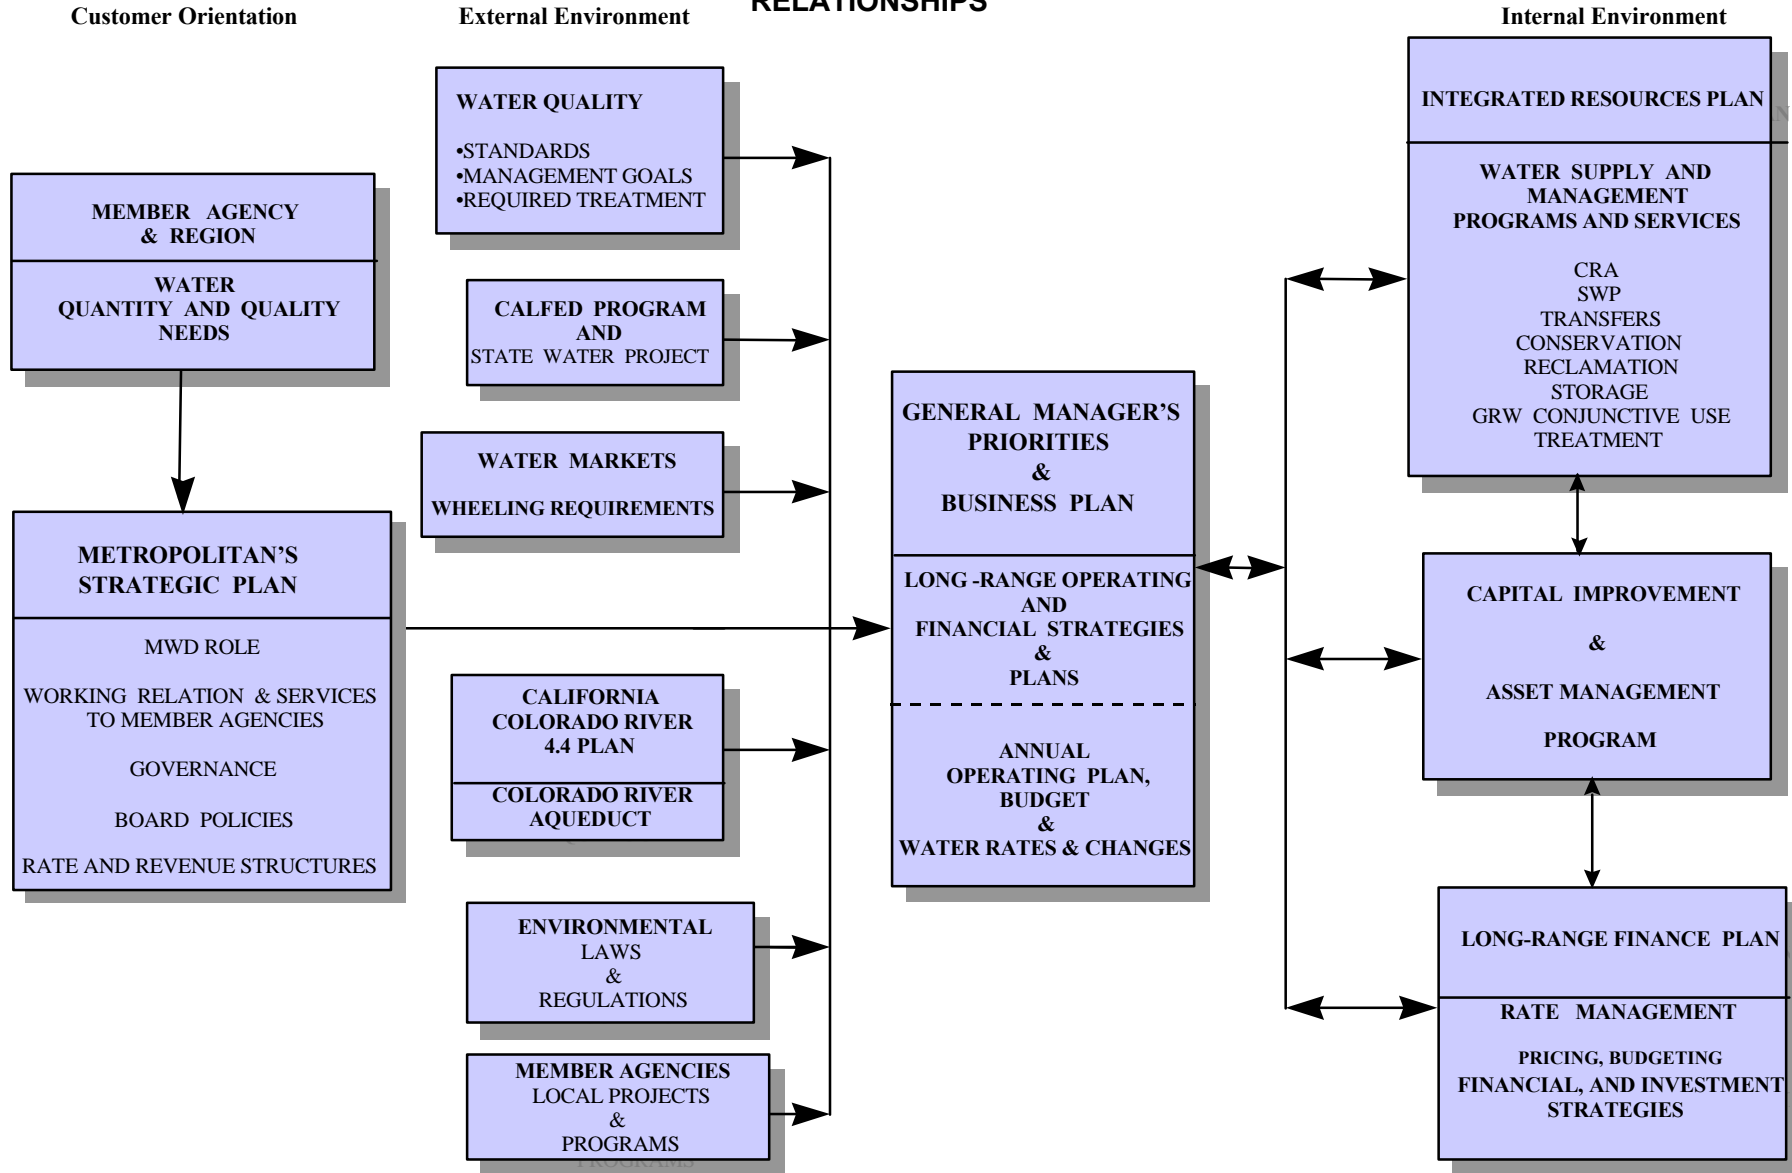 RELATIONSHIPS
Customer Orientation
External Environment
Internal Environment
MEMBER AGENCY
& REGION
WATER
QUANTITY AND QUALITY
NEEDS
METROPOLITAN’S
STRATEGIC PLAN
MWD ROLE
WORKING RELATION & SERVICES
TO MEMBER AGENCIES
GOVERNANCE
BOARD POLICIES
RATE AND REVENUE STRUCTURES
WATER QUALITY
•STANDARDS
•MANAGEMENT GOALS
•REQUIRED TREATMENT
CALFED PROGRAM
AND
STATE WATER PROJECT
WATER MARKETS
WHEELING REQUIREMENTS
CALIFORNIA
COLORADO RIVER
4.4 PLAN
COLORADO RIVER
AQUEDUCT
ENVIRONMENTAL
LAWS
&
REGULATIONS
MEMBER AGENCIES
LOCAL PROJECTS
&
PROGRAMS
GENERAL MANAGER’S
PRIORITIES
&
BUSINESS PLAN
LONG -RANGE OPERATING
AND
FINANCIAL STRATEGIES
&
PLANS
ANNUAL
OPERATING PLAN,
BUDGET
&
WATER RATES & CHANGES
INTEGRATED RESOURCES PLAN
WATER SUPPLY AND
MANAGEMENT
PROGRAMS AND SERVICES
CRA
SWP
TRANSFERS
CONSERVATION
RECLAMATION
STORAGE
GRW CONJUNCTIVE USE
TREATMENT
CAPITAL IMPROVEMENT
&
ASSET MANAGEMENT
PROGRAM
LONG-RANGE FINANCE PLAN
RATE MANAGEMENT
PRICING, BUDGETING
FINANCIAL, AND INVESTMENT
STRATEGIES